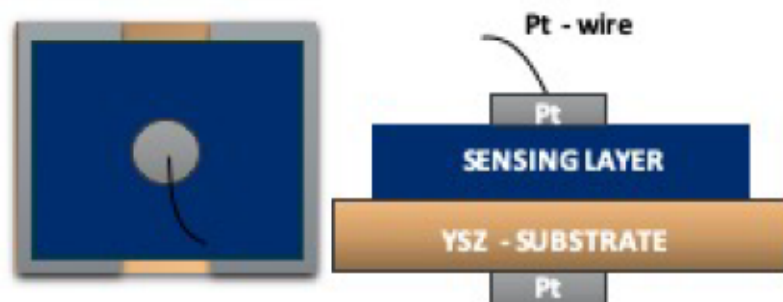 Pt - wire
Pt
SENSING LAYER
YSZ - SUBSTRATE
Pt